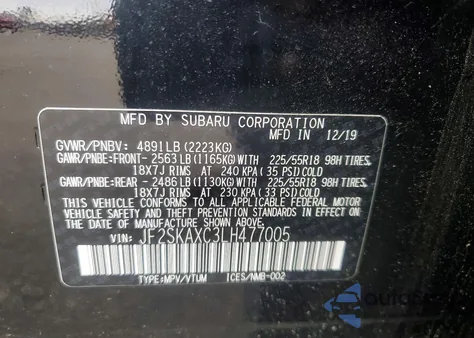 MFD BY SUBARU CORPORATION
MFD IN 12/19
GVWR/PNBV: 4891LB (2223KG)
GAWR/PNBE: FRONT- 2563 LB (1165KG) WITH 225/55R18 98H TIRES
18X7J RIMS AT 240 KPA (35 PSI) COLD
GAWR/PNBE: REAR - 2486 LB (1130KG) WITH 225/55R18 98H TIRES
18X7J RIMS AT 230 KPA (33 PSI) COLD
THIS VEHICLE CONFORMS TO ALL APPLICABLE FEDERAL MOTOR
VEHICLE SAFETY, BUMPER, AND THEFT PREVENTION STANDARDS
IN EFFECT ON THE DATE OF MANUFACTURE SHOWN ABOVE.
VIN: JF2SKAXC3LH477005
TYPE:MPV/VTUM ICES/NMB-002